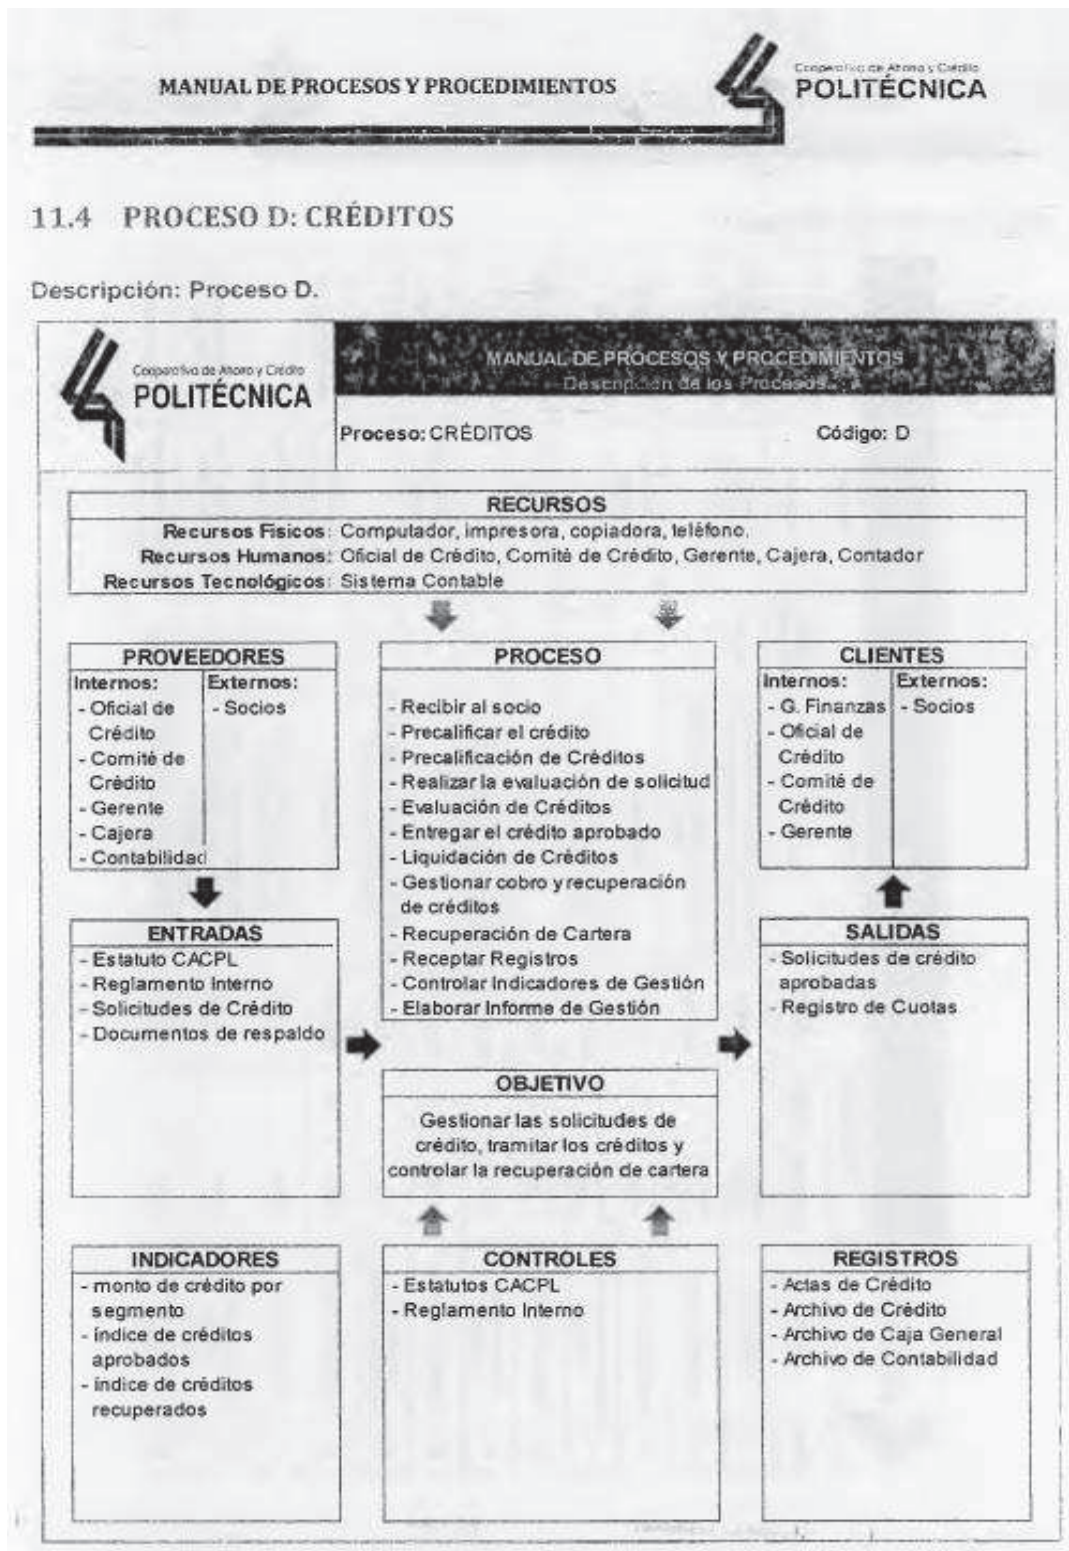 MANUAL DE PROCESOS Y PROCEDIMIENTOS
Cooperativa de Ahorro y Crédito
POLITÉCNICA
11.4 PROCESO D: CRÉDITOS
Descripción: Proceso D.
Cooperativa de Ahorro y Crédito
POLITÉCNICA
MANUAL DE PROCESOS Y PROCEDIMIENTOS
Descripción de los Procesos
Proceso: CRÉDITOS
Código: D
RECURSOS
Recursos Físicos: Computador, impresora, copiadora, teléfono.
Recursos Humanos: Oficial de Crédito, Comité de Crédito, Gerente, Cajera, Contador
Recursos Tecnológicos: Sistema Contable
PROVEEDORES
Internos:
- Oficial de
Crédito
- Comité de
Crédito
- Gerente
- Cajera
- Contabilidad
Externos:
- Socios
PROCESO
- Recibir al socio
- Precalificar el crédito
- Precalificación de Créditos
- Realizar la evaluación de solicitud
- Evaluación de Créditos
- Entregar el crédito aprobado
- Liquidación de Créditos
- Gestionar cobro y recuperación
de créditos
- Recuperación de Cartera
- Receptar Registros
- Controlar Indicadores de Gestión
- Elaborar Informe de Gestión
CLIENTES
Internos:
- G. Finanzas
- Oficial de
Crédito
- Comité de
Crédito
- Gerente
Externos:
- Socios
ENTRADAS
- Estatuto CACPL
- Reglamento Interno
- Solicitudes de Crédito
- Documentos de respaldo
OBJETIVO
Gestionar las solicitudes de
crédito, tramitar los créditos y
controlar la recuperación de cartera
SALIDAS
- Solicitudes de crédito
aprobadas
- Registro de Cuotas
INDICADORES
- monto de crédito por
segmento
- índice de créditos
aprobados
- índice de créditos
recuperados
CONTROLES
- Estatutos CACPL
- Reglamento Interno
REGISTROS
- Actas de Crédito
- Archivo de Crédito
- Archivo de Caja General
- Archivo de Contabilidad